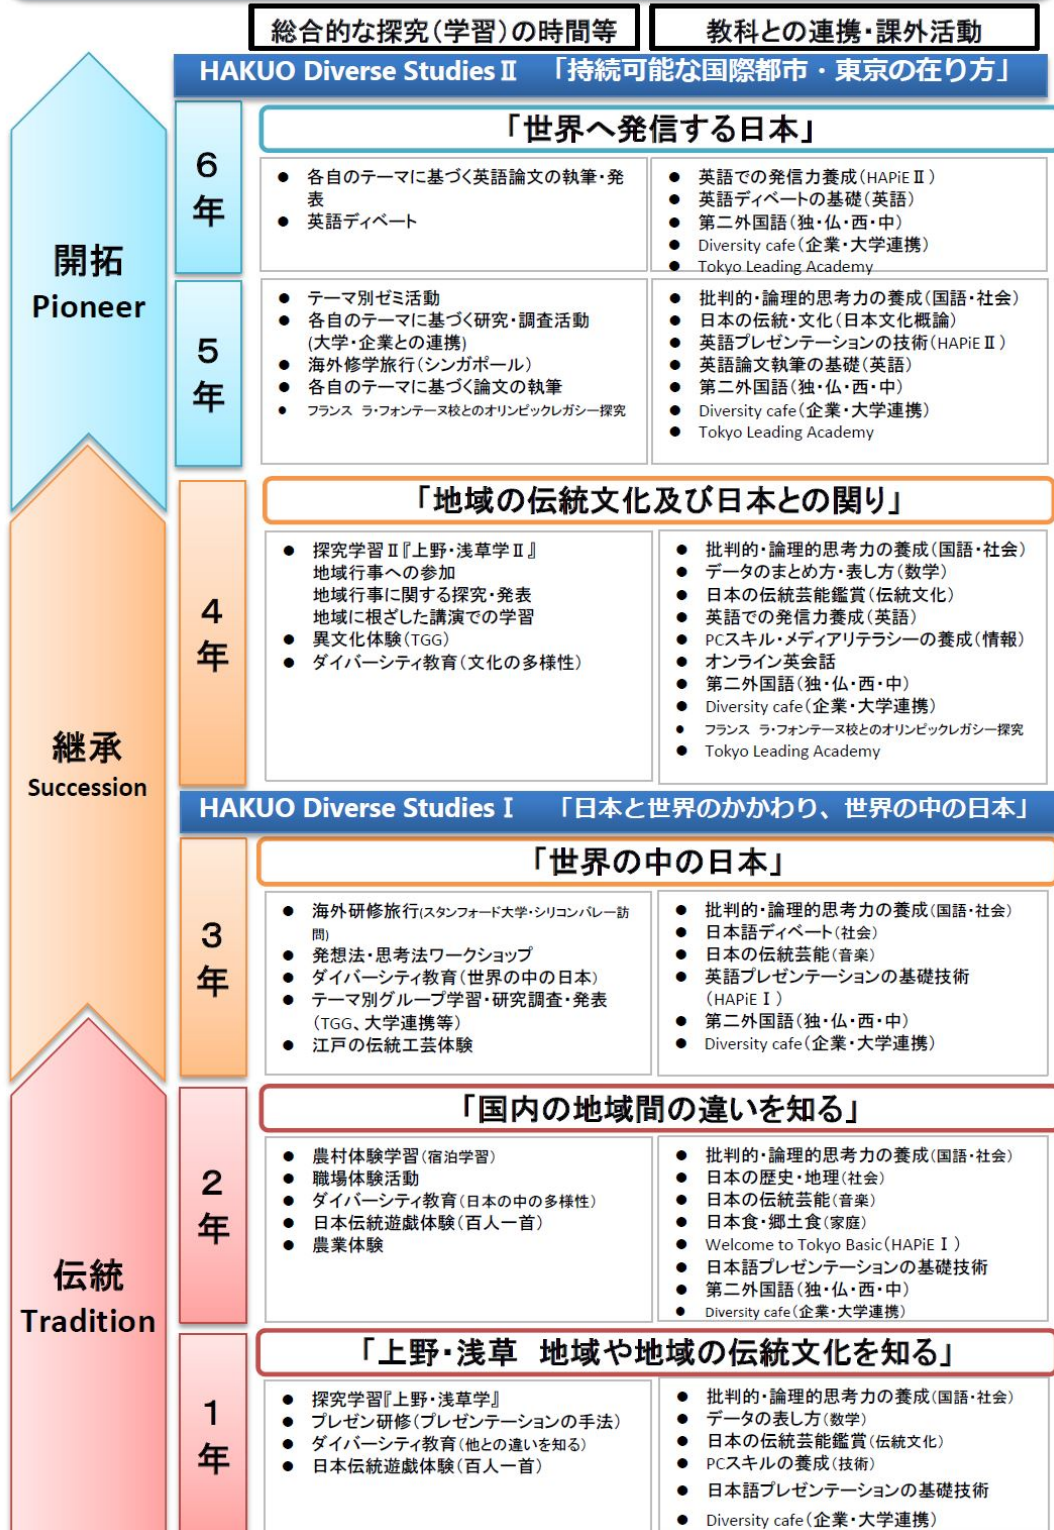 総合的な探究(学習)の時間等
教科との連携・課外活動
HAKUO Diverse Studies Ⅱ 「持続可能な国際都市・東京の在り方」
開拓
Pioneer
6
年
「世界へ発信する日本」
● 各自のテーマに基づく英語論文の執筆・発
表
● 英語ディベート
● 英語での発信力養成(HAPiE Ⅱ)
● 英語ディベートの基礎(英語)
● 第二外国語(独・仏・西・中)
● Diversity cafe(企業・大学連携)
● Tokyo Leading Academy
5
年
● テーマ別ゼミ活動
● 各自のテーマに基づく研究・調査活動
(大学・企業との連携)
● 海外修学旅行(シンガポール)
● 各自のテーマに基づく論文の執筆
● フランス ラ・フォンテーヌ校とのオリンピックレガシー探究
● 批判的・論理的思考力の養成(国語・社会)
● 日本の伝統・文化(日本文化概論)
● 英語プレゼンテーションの技術(HAPiE Ⅱ)
● 英語論文執筆の基礎(英語)
● 第二外国語(独・仏・西・中)
● Diversity cafe(企業・大学連携)
● Tokyo Leading Academy
継承
Succession
4
年
「地域の伝統文化及び日本との関り」
● 探究学習Ⅱ『上野・浅草学Ⅱ』
地域行事への参加
地域行事に関する探究・発表
地域に根ざした講演での学習
● 異文化体験(TGG)
● ダイバーシティ教育(文化の多様性)
● 批判的・論理的思考力の養成(国語・社会)
● データのまとめ方・表し方(数学)
● 日本の伝統芸能鑑賞(伝統文化)
● 英語での発信力養成(英語)
● PCスキル・メディアリテラシーの養成(情報)
● オンライン英会話
● 第二外国語(独・仏・西・中)
● Diversity cafe(企業・大学連携)
● フランス ラ・フォンテーヌ校とのオリンピックレガシー探究
● Tokyo Leading Academy
HAKUO Diverse Studies Ⅰ 「日本と世界のかかわり、世界の中の日本」
3
年
「世界の中の日本」
● 海外研修旅行(スタンフォード大学・シリコンバレー訪
問)
● 発想法・思考法ワークショップ
● ダイバーシティ教育(世界の中の日本)
● テーマ別グループ学習・研究調査・発表
(TGG、大学連携等)
● 江戸の伝統工芸体験
● 批判的・論理的思考力の養成(国語・社会)
● 日本語ディベート(社会)
● 日本の伝統芸能(音楽)
● 英語プレゼンテーションの基礎技術
(HAPiE Ⅰ)
● 第二外国語(独・仏・西・中)
● Diversity cafe(企業・大学連携)
伝統
Tradition
2
年
「国内の地域間の違いを知る」
● 農村体験学習(宿泊学習)
● 職場体験活動
● ダイバーシティ教育(日本の中の多様性)
● 日本伝統遊戯体験(百人一首)
● 農業体験
● 批判的・論理的思考力の養成(国語・社会)
● 日本の歴史・地理(社会)
● 日本の伝統芸能(音楽)
● 日本食・郷土食(家庭)
● Welcome to Tokyo Basic(HAPiE Ⅰ)
● 日本語プレゼンテーションの基礎技術
● 第二外国語(独・仏・西・中)
● Diversity cafe(企業・大学連携)
1
年
「上野・浅草 地域や地域の伝統文化を知る」
● 探究学習『上野・浅草学』
● プレゼン研修(プレゼンテーションの手法)
● ダイバーシティ教育(他との違いを知る)
● 日本伝統遊戯体験(百人一首)
● 批判的・論理的思考力の養成(国語・社会)
● データの表し方(数学)
● 日本の伝統芸能鑑賞(伝統文化)
● PCスキルの養成(技術)
● 日本語プレゼンテーションの基礎技術
● Diversity cafe(企業・大学連携)